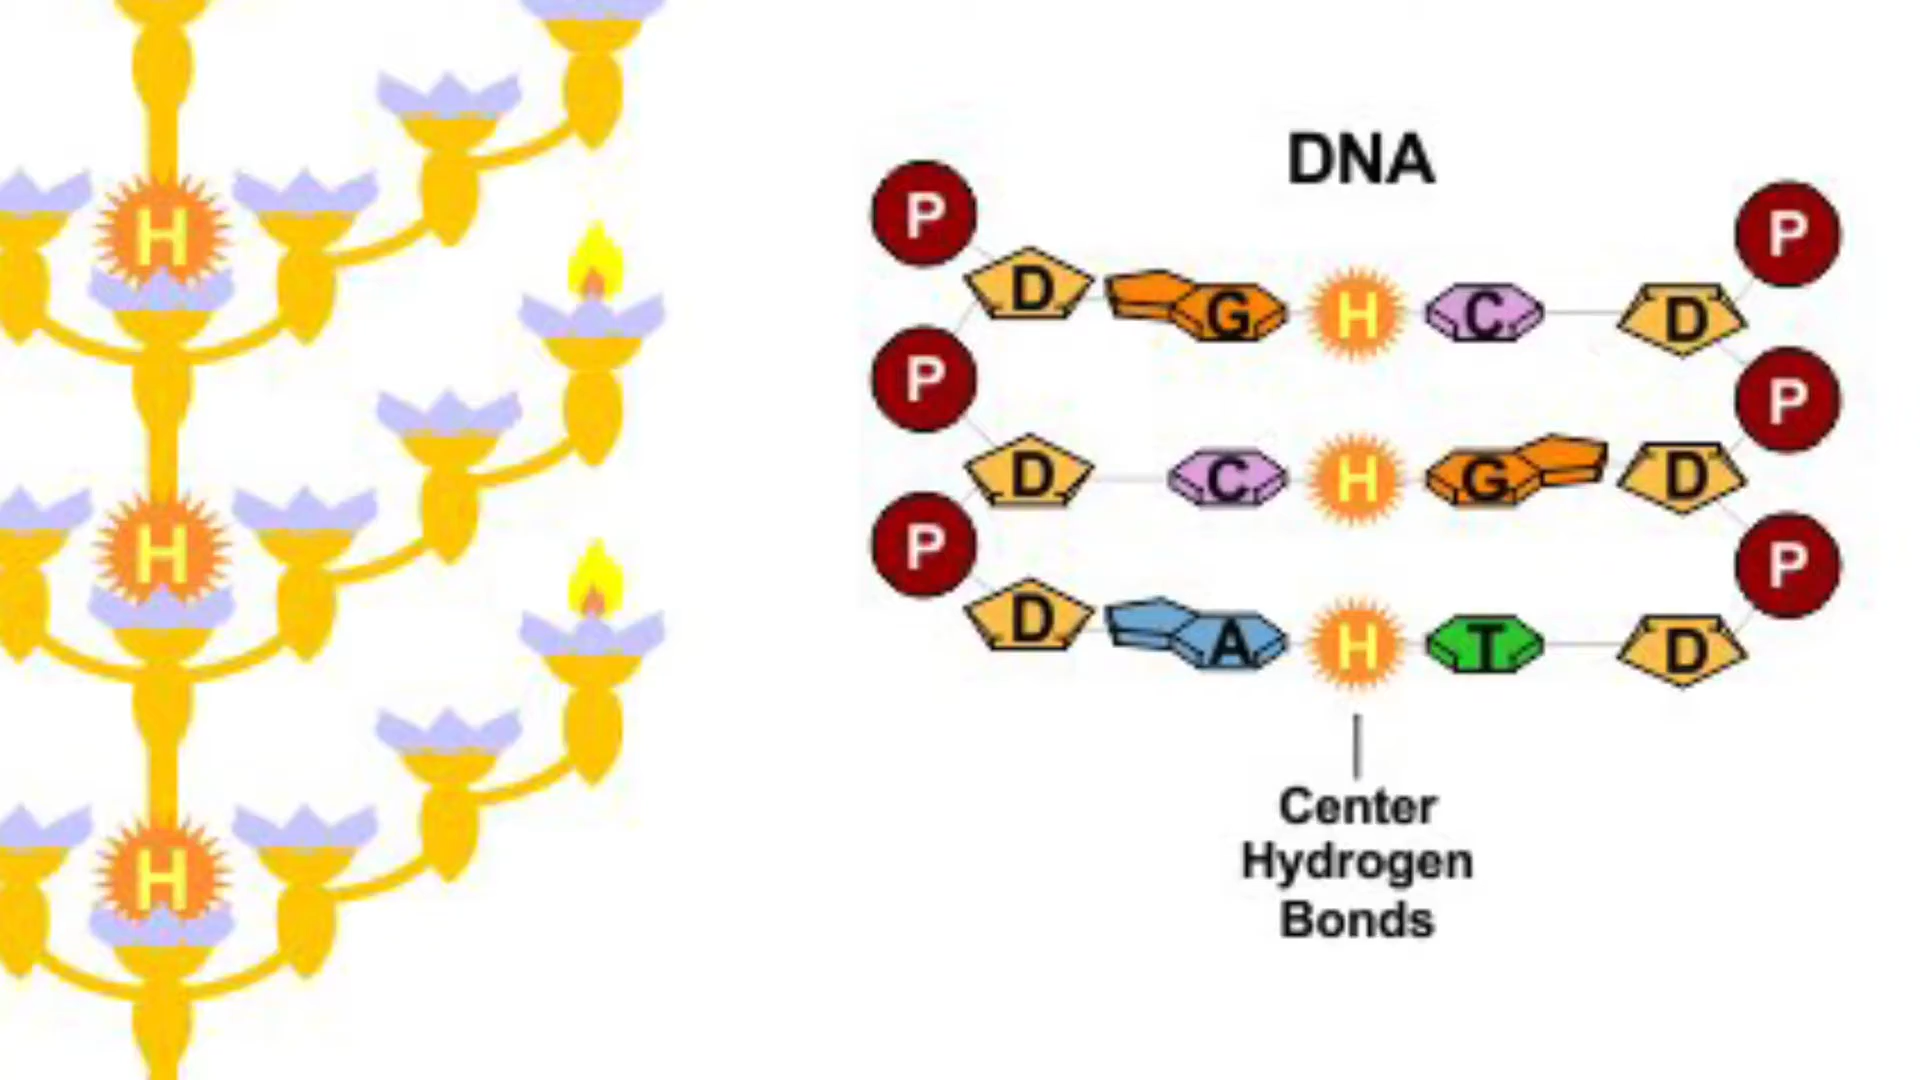 H
H
H
DNA
P P
D G H C D
P P
D C H G D
P P
D A H T D
Center
Hydrogen
Bonds